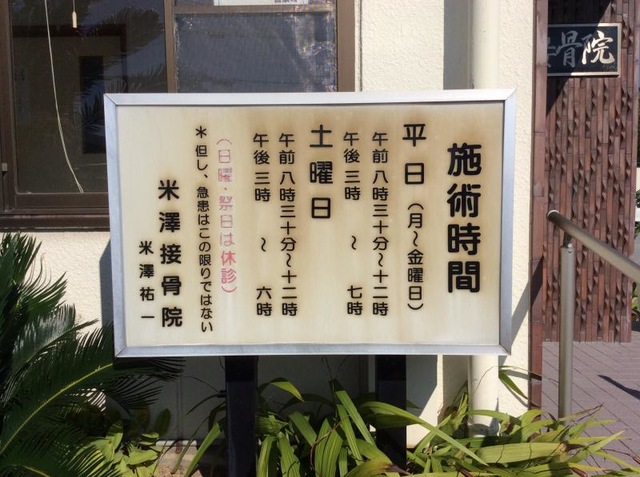 施術時間
平日（月〜金曜日）
午前 八時三十分〜十二時
午後 三時 〜 七時
土曜日
午前 八時三十分〜十二時
午後 三時 〜 六時
（日曜・祭日は休診）
＊但し、急患はこの限りではない
米澤接骨院
米澤祐一
骨院